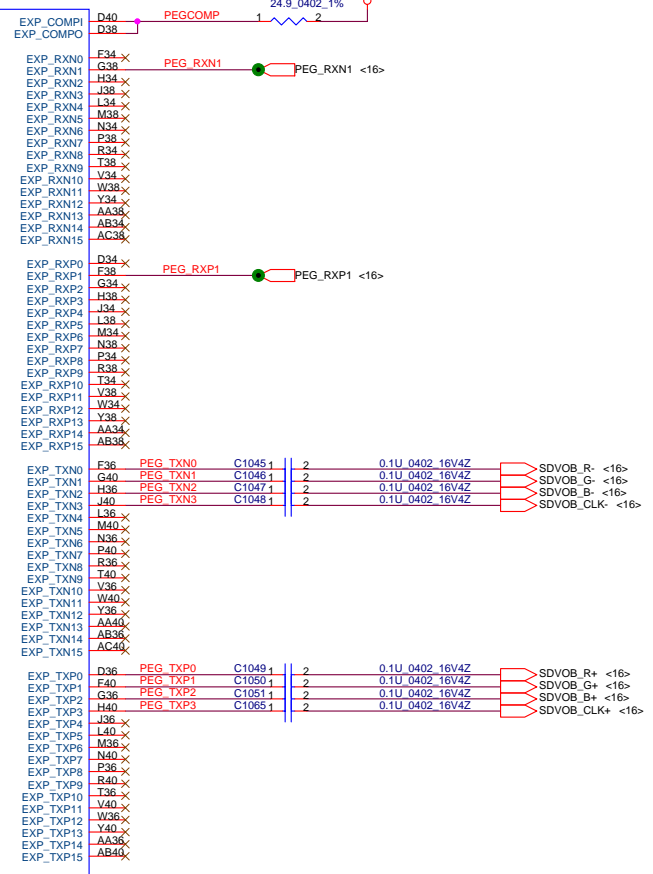 24.9_0402_1%
EXP_COMPI D40 PEGCOMP 1 2
EXP_COMPO D38
EXP_RXN0 F34
EXP_RXN1 G38 PEG_RXN1 PEG_RXN1 <16>
EXP_RXN2 H34
EXP_RXN3 J38
EXP_RXN4 L34
EXP_RXN5 M38
EXP_RXN6 N34
EXP_RXN7 P38
EXP_RXN8 R34
EXP_RXN9 T38
EXP_RXN10 V34
EXP_RXN11 W38
EXP_RXN12 Y34
EXP_RXN13 AA38
EXP_RXN14 AB34
EXP_RXN15 AC38
EXP_RXP0 D34
EXP_RXP1 F38 PEG_RXP1 PEG_RXP1 <16>
EXP_RXP2 G34
EXP_RXP3 H38
EXP_RXP4 J34
EXP_RXP5 L38
EXP_RXP6 M34
EXP_RXP7 N38
EXP_RXP8 P34
EXP_RXP9 R38
EXP_RXP10 T34
EXP_RXP11 V38
EXP_RXP12 W34
EXP_RXP13 Y38
EXP_RXP14 AA34
EXP_RXP15 AB38
EXP_TXN0 F36 PEG_TXN0 C1045 1 2 0.1U_0402_16V4Z SDVOB_R- <16>
EXP_TXN1 G40 PEG_TXN1 C1046 1 2 0.1U_0402_16V4Z SDVOB_G- <16>
EXP_TXN2 H36 PEG_TXN2 C1047 1 2 0.1U_0402_16V4Z SDVOB_B- <16>
EXP_TXN3 J40 PEG_TXN3 C1048 1 2 0.1U_0402_16V4Z SDVOB_CLK- <16>
EXP_TXN4 L36
EXP_TXN5 M40
EXP_TXN6 N36
EXP_TXN7 P40
EXP_TXN8 R36
EXP_TXN9 T40
EXP_TXN10 V36
EXP_TXN11 W40
EXP_TXN12 Y36
EXP_TXN13 AA40
EXP_TXN14 AB36
EXP_TXN15 AC40
EXP_TXP0 D36 PEG_TXP0 C1049 1 2 0.1U_0402_16V4Z SDVOB_R+ <16>
EXP_TXP1 F40 PEG_TXP1 C1050 1 2 0.1U_0402_16V4Z SDVOB_G+ <16>
EXP_TXP2 G36 PEG_TXP2 C1051 1 2 0.1U_0402_16V4Z SDVOB_B+ <16>
EXP_TXP3 H40 PEG_TXP3 C1065 1 2 0.1U_0402_16V4Z SDVOB_CLK+ <16>
EXP_TXP4 J36
EXP_TXP5 L40
EXP_TXP6 M36
EXP_TXP7 N40
EXP_TXP8 P36
EXP_TXP9 R40
EXP_TXP10 T36
EXP_TXP11 V40
EXP_TXP12 W36
EXP_TXP13 Y40
EXP_TXP14 AA36
EXP_TXP15 AB40